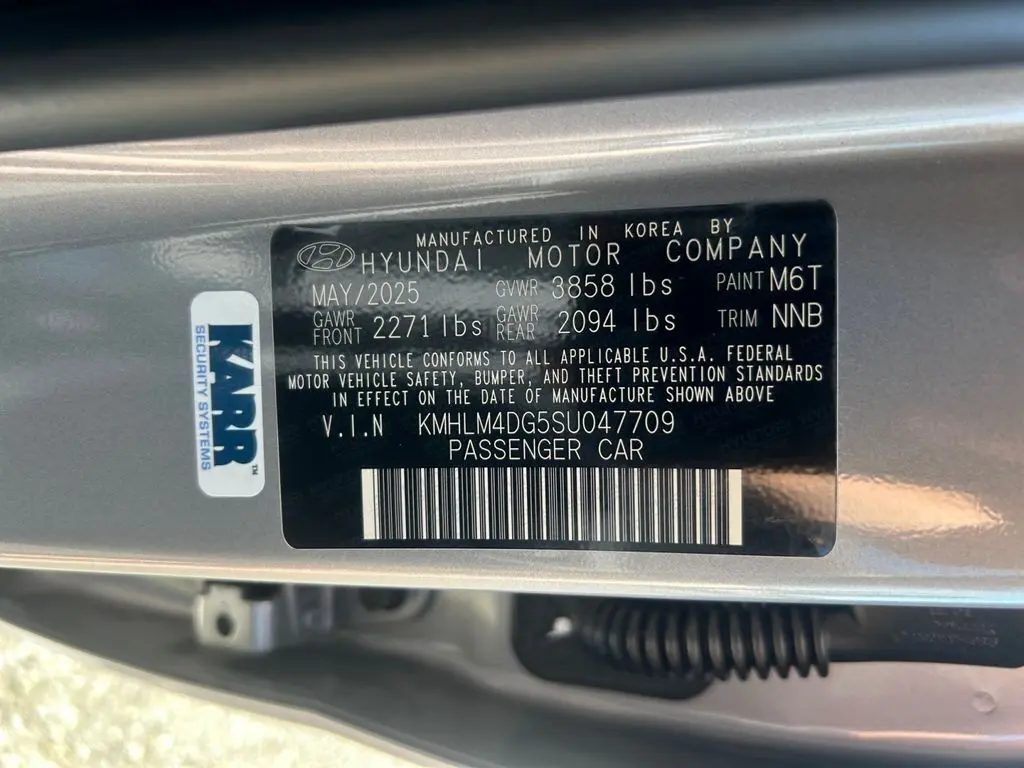 MANUFACTURED IN KOREA BY
HYUNDAI MOTOR COMPANY
MAY/2025 GVWR 3858 lbs PAINT M6T
GAWR FRONT 2271 lbs GAWR REAR 2094 lbs TRIM NNB
THIS VEHICLE CONFORMS TO ALL APPLICABLE U.S.A. FEDERAL
MOTOR VEHICLE SAFETY, BUMPER, AND THEFT PREVENTION STANDARDS
IN EFFECT ON THE DATE OF MANUFACTURE SHOWN ABOVE
V.I.N KMHLM4DG5SU047709
PASSENGER CAR
KARR™
SECURITY SYSTEMS